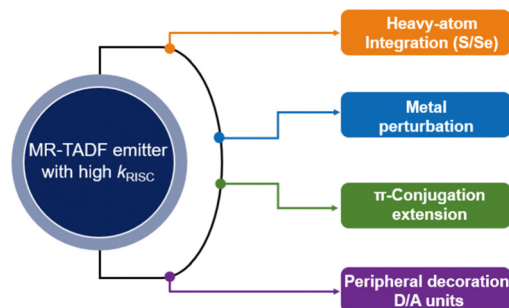 MR-TADF emitter
with high kRISC
Heavy-atom
Integration (S/Se)
Metal
perturbation
π-Conjugation
extension
Peripheral decoration
D/A units